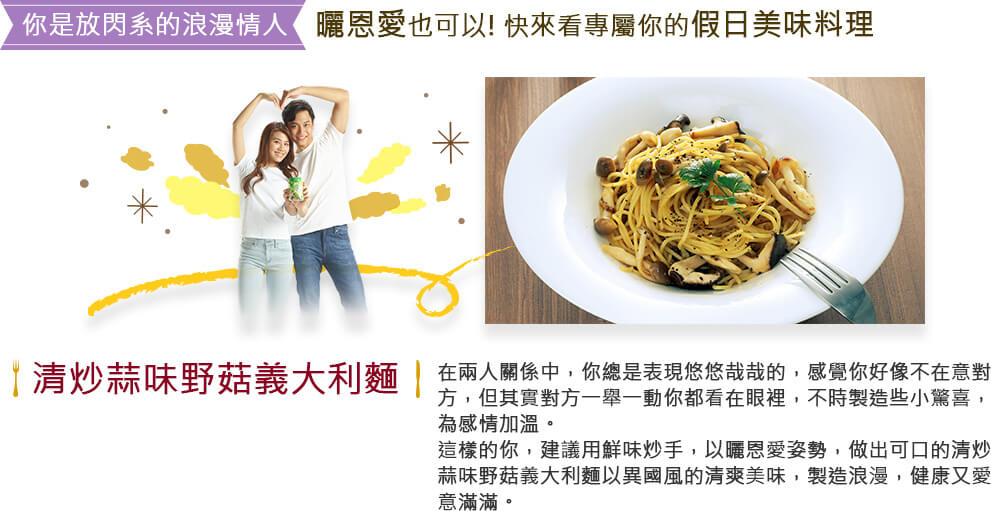 你是放閃系的浪漫情人
曬恩愛也可以! 快來看專屬你的假日美味料理
清炒蒜味野菇義大利麵
在兩人關係中，你總是表現悠悠哉哉的，感覺你好像不在意對
方，但其實對方一舉一動你都看在眼裡，不時製造些小驚喜，
為感情加溫。
這樣的你，建議用鮮味炒手，以曬恩愛姿勢，做出可口的清炒
蒜味野菇義大利麵以異國風的清爽美味，製造浪漫，健康又愛
意滿滿。